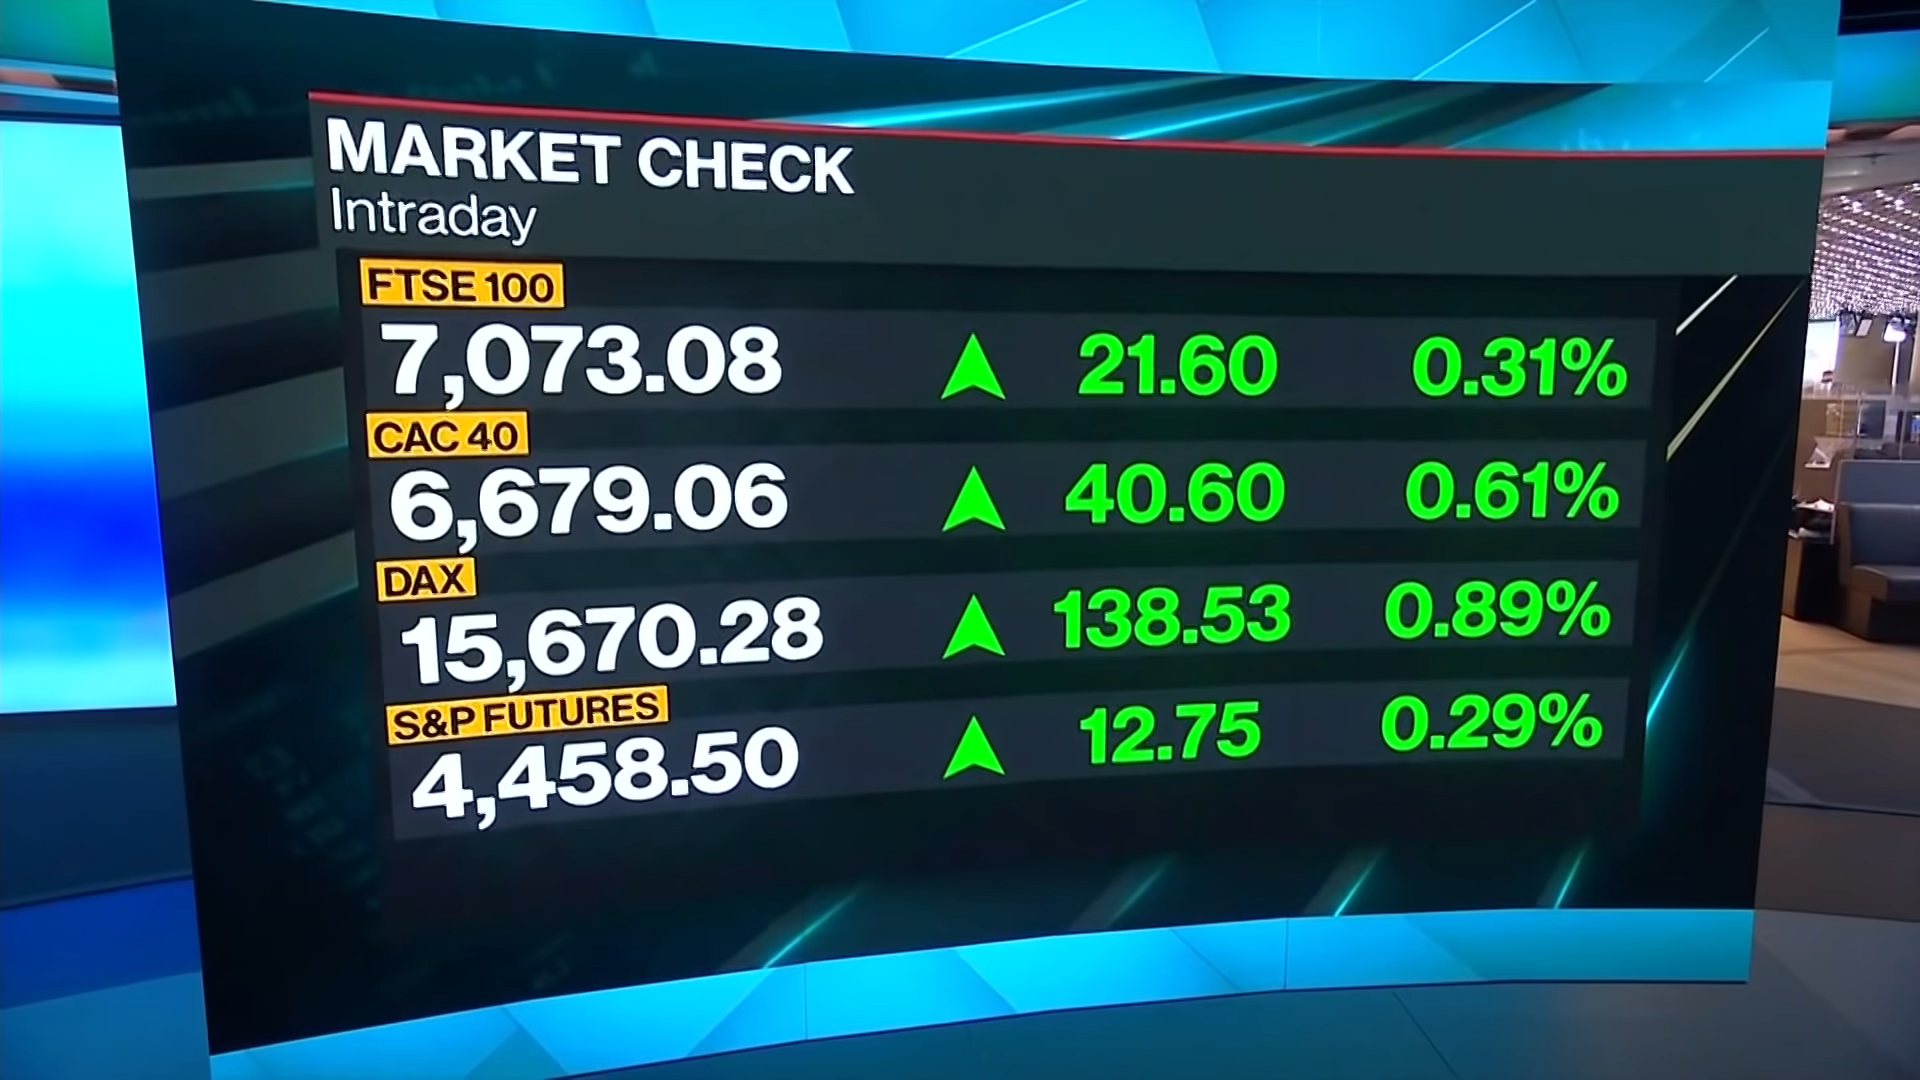 MARKET CHECK
Intraday
FTSE 100
7,073.08 ▲ 21.60 0.31%
CAC 40
6,679.06 ▲ 40.60 0.61%
DAX
15,670.28 ▲ 138.53 0.89%
S&P FUTURES
4,458.50 ▲ 12.75 0.29%